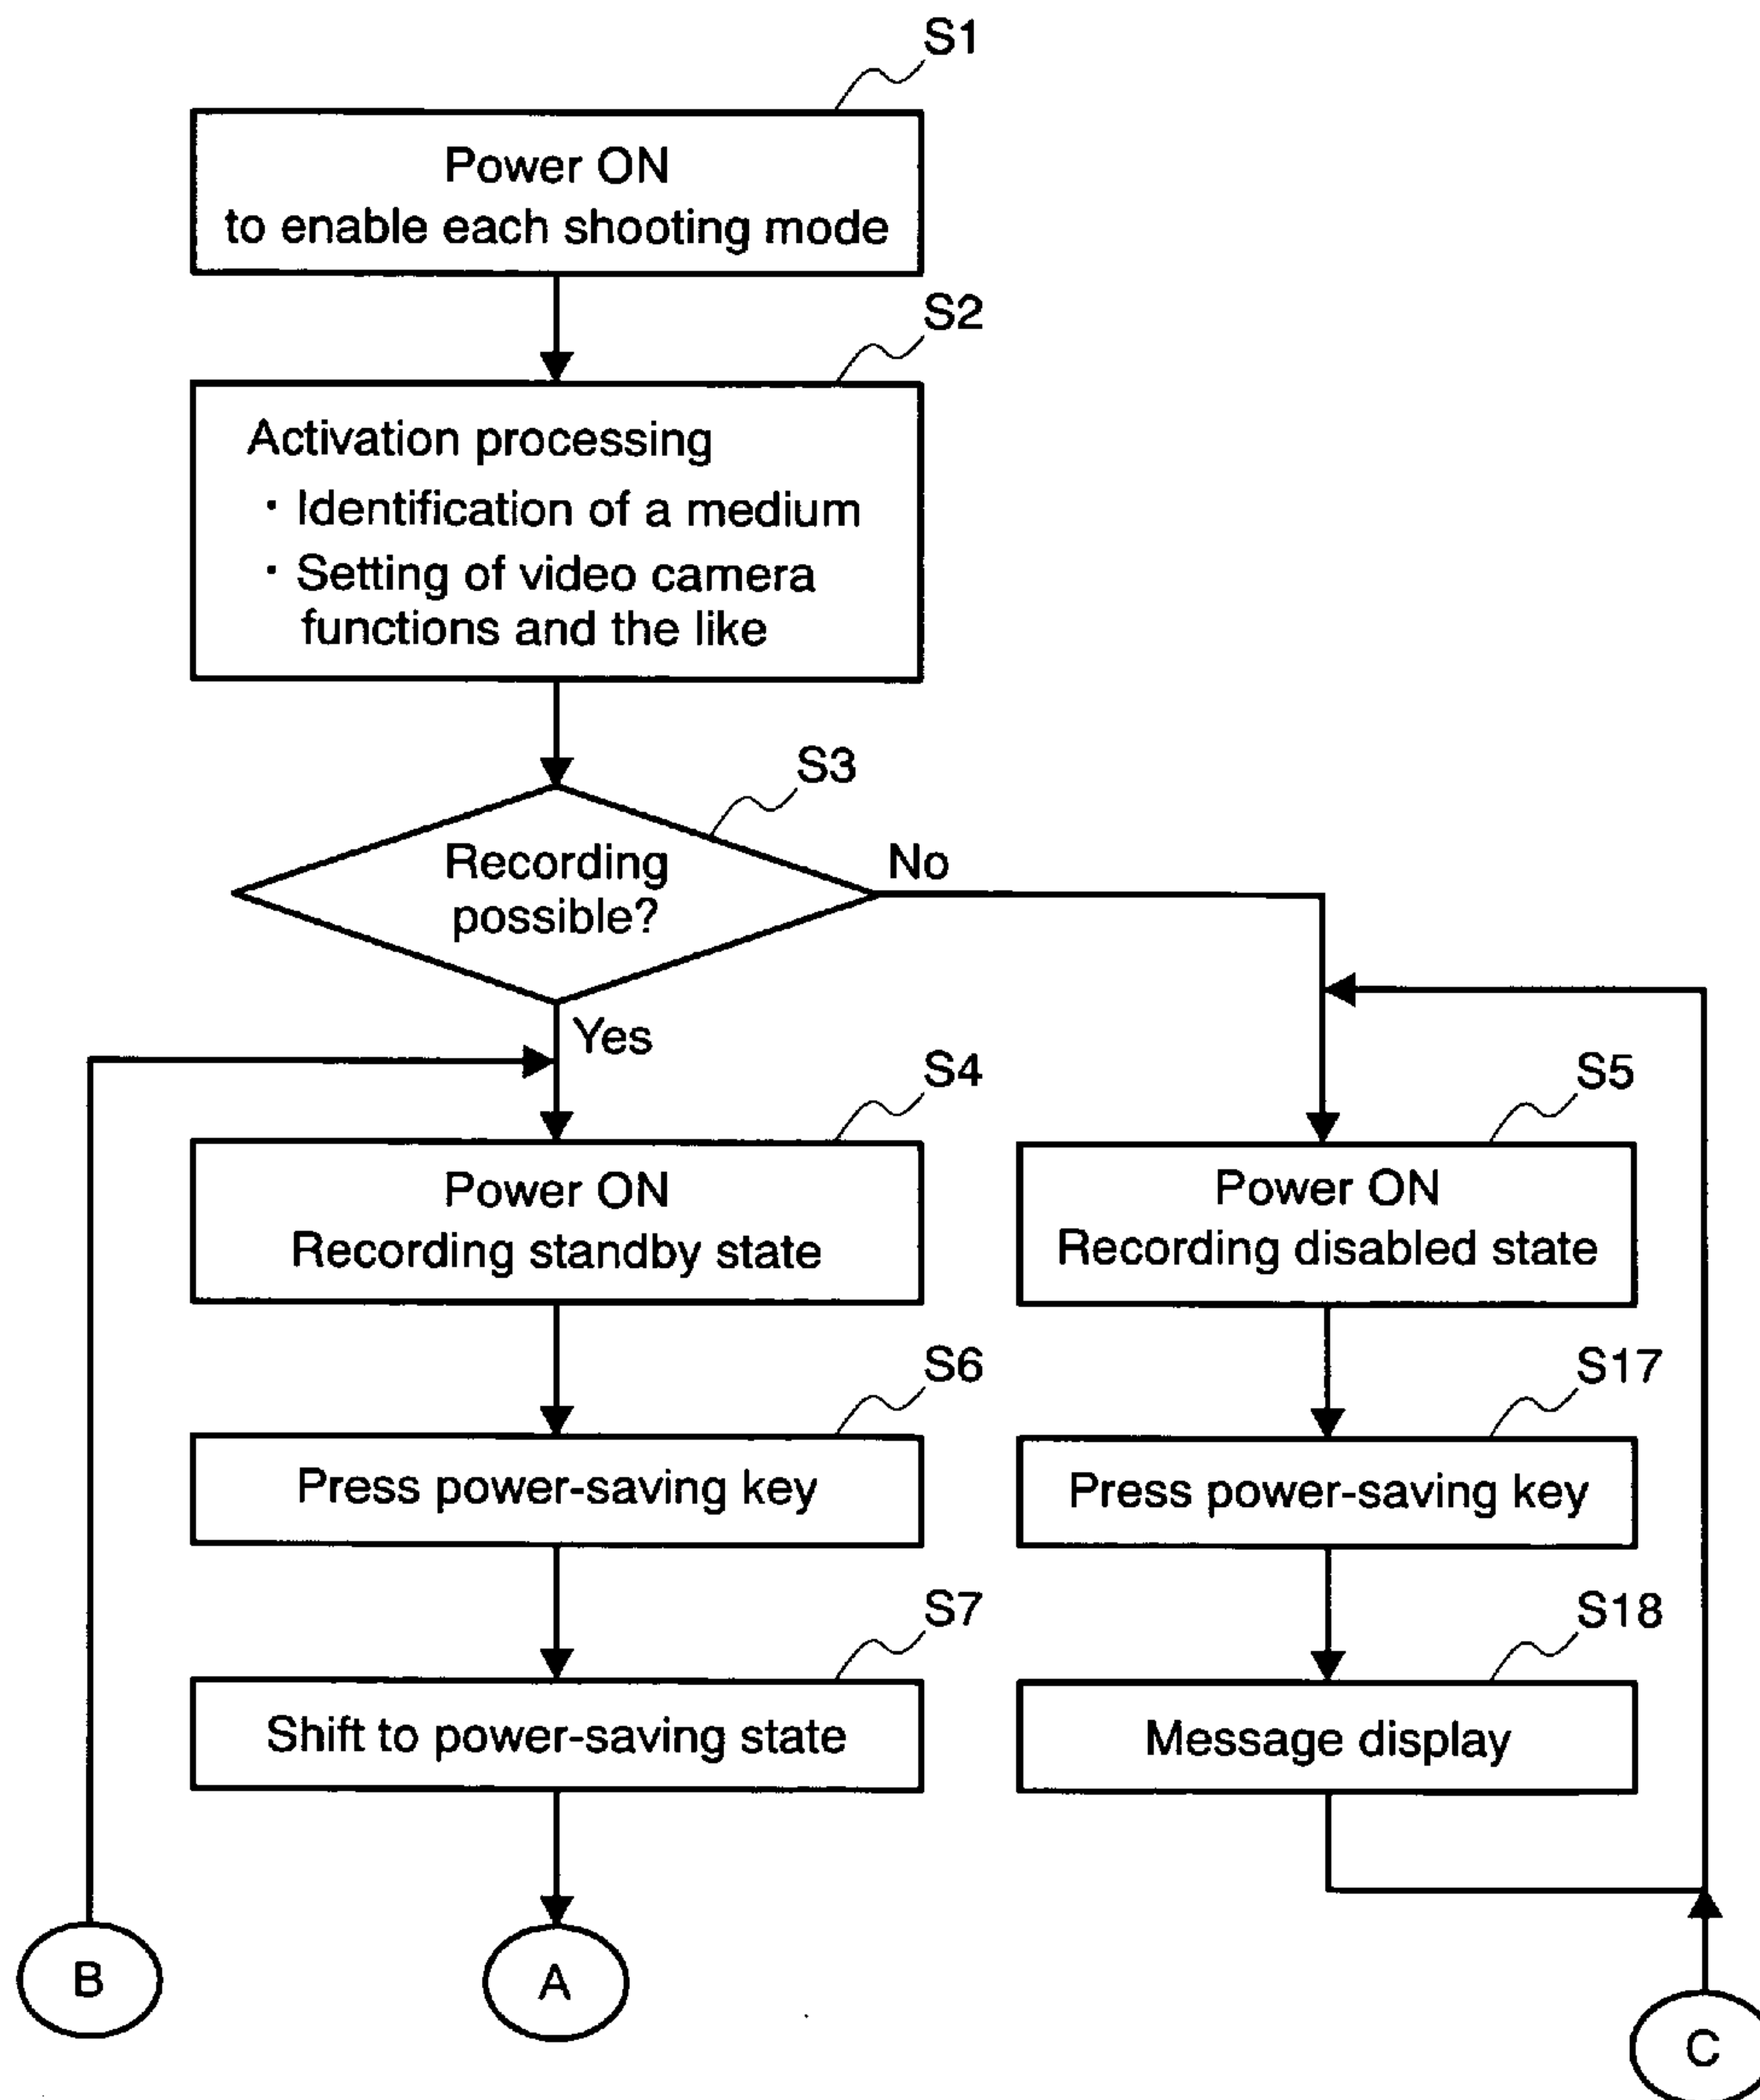 S1
Power ON
to enable each shooting mode
S2
Activation processing
・ Identification of a medium
・ Setting of video camera
functions and the like
S3
Recording
possible?
No
Yes
S4
Power ON
Recording standby state
S5
Power ON
Recording disabled state
S6
Press power-saving key
S17
Press power-saving key
S7
Shift to power-saving state
S18
Message display
B
A
C